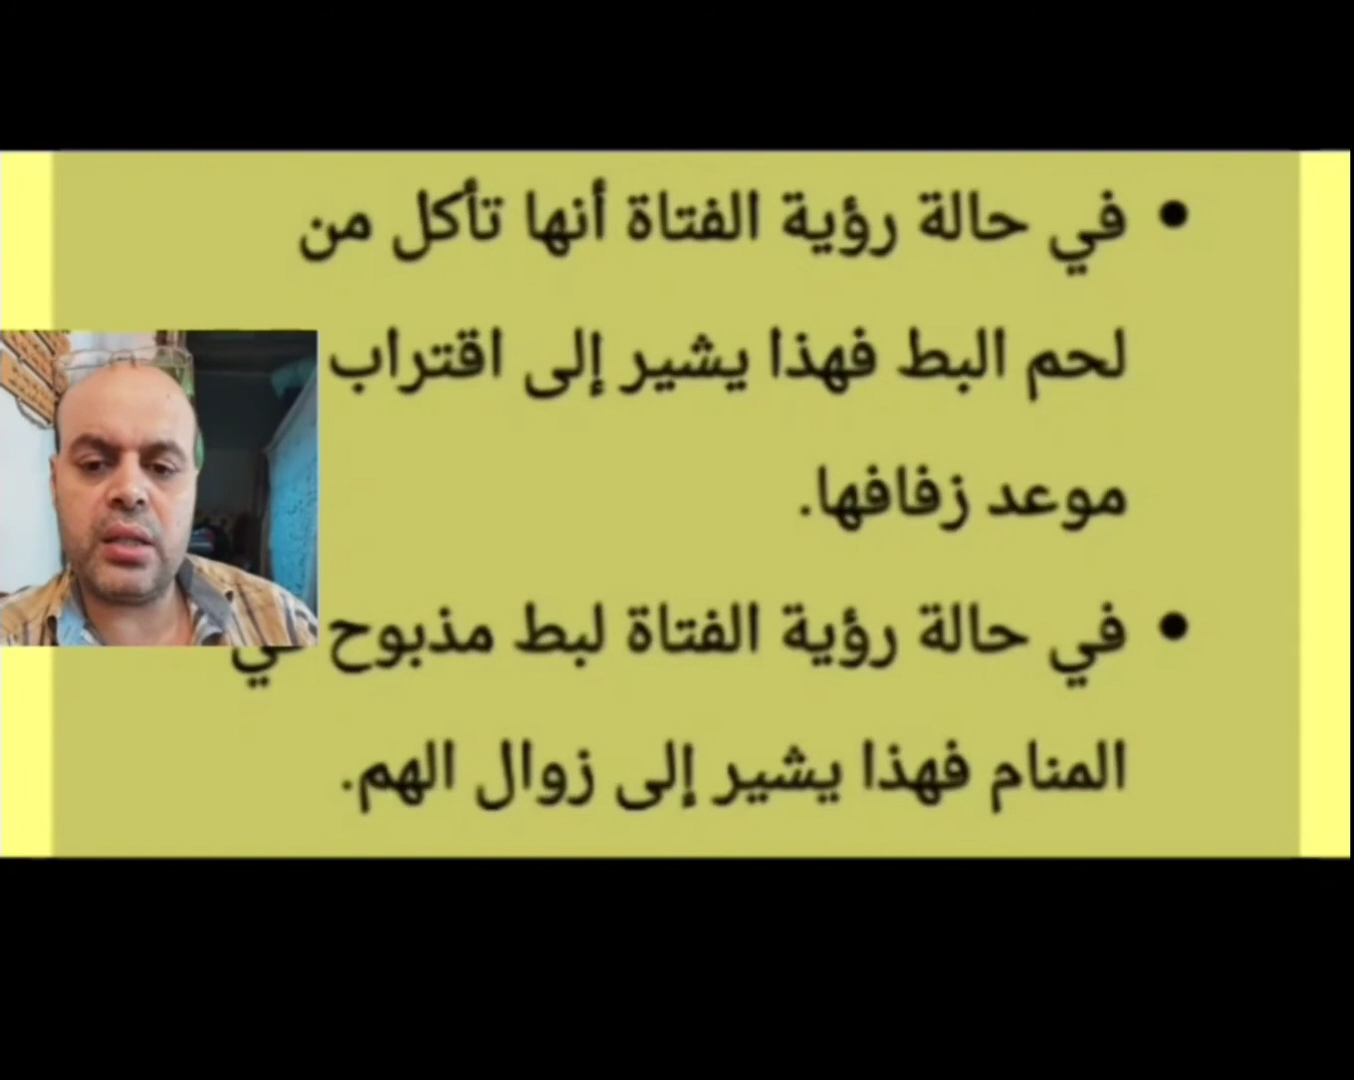 • في حالة رؤية الفتاة أنها تأكل من
لحم البط فهذا يشير إلى اقتراب
موعد زفافها.
• في حالة رؤية الفتاة لبط مذبوح في
المنام فهذا يشير إلى زوال الهم.